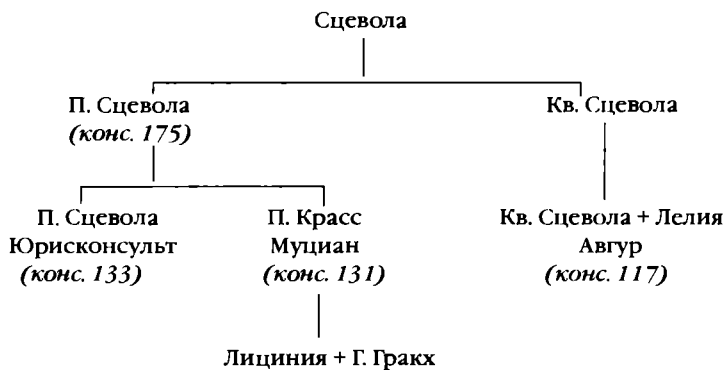 Сцевола
П. Сцевола
(конс. 175)
Кв. Сцевола
П. Сцевола
Юрисконсульт
(конс. 133)
П. Красс
Муциан
(конс. 131)
Кв. Сцевола + Лелия
Авгур
(конс. 117)
Лициния + Г. Гракх